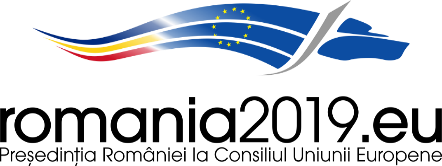 romania2019.eu
Președinția României la Consiliul Uniunii Europene